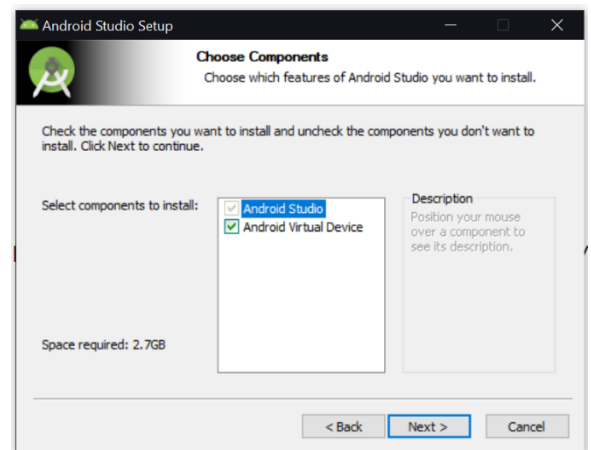 Android Studio Setup
Choose Components
Choose which features of Android Studio you want to install.
Check the components you want to install and uncheck the components you don't want to
install. Click Next to continue.
Select components to install:
Android Studio
Android Virtual Device
Description
Position your mouse
over a component to
see its description.
Space required: 2.7GB
< Back
Next >
Cancel